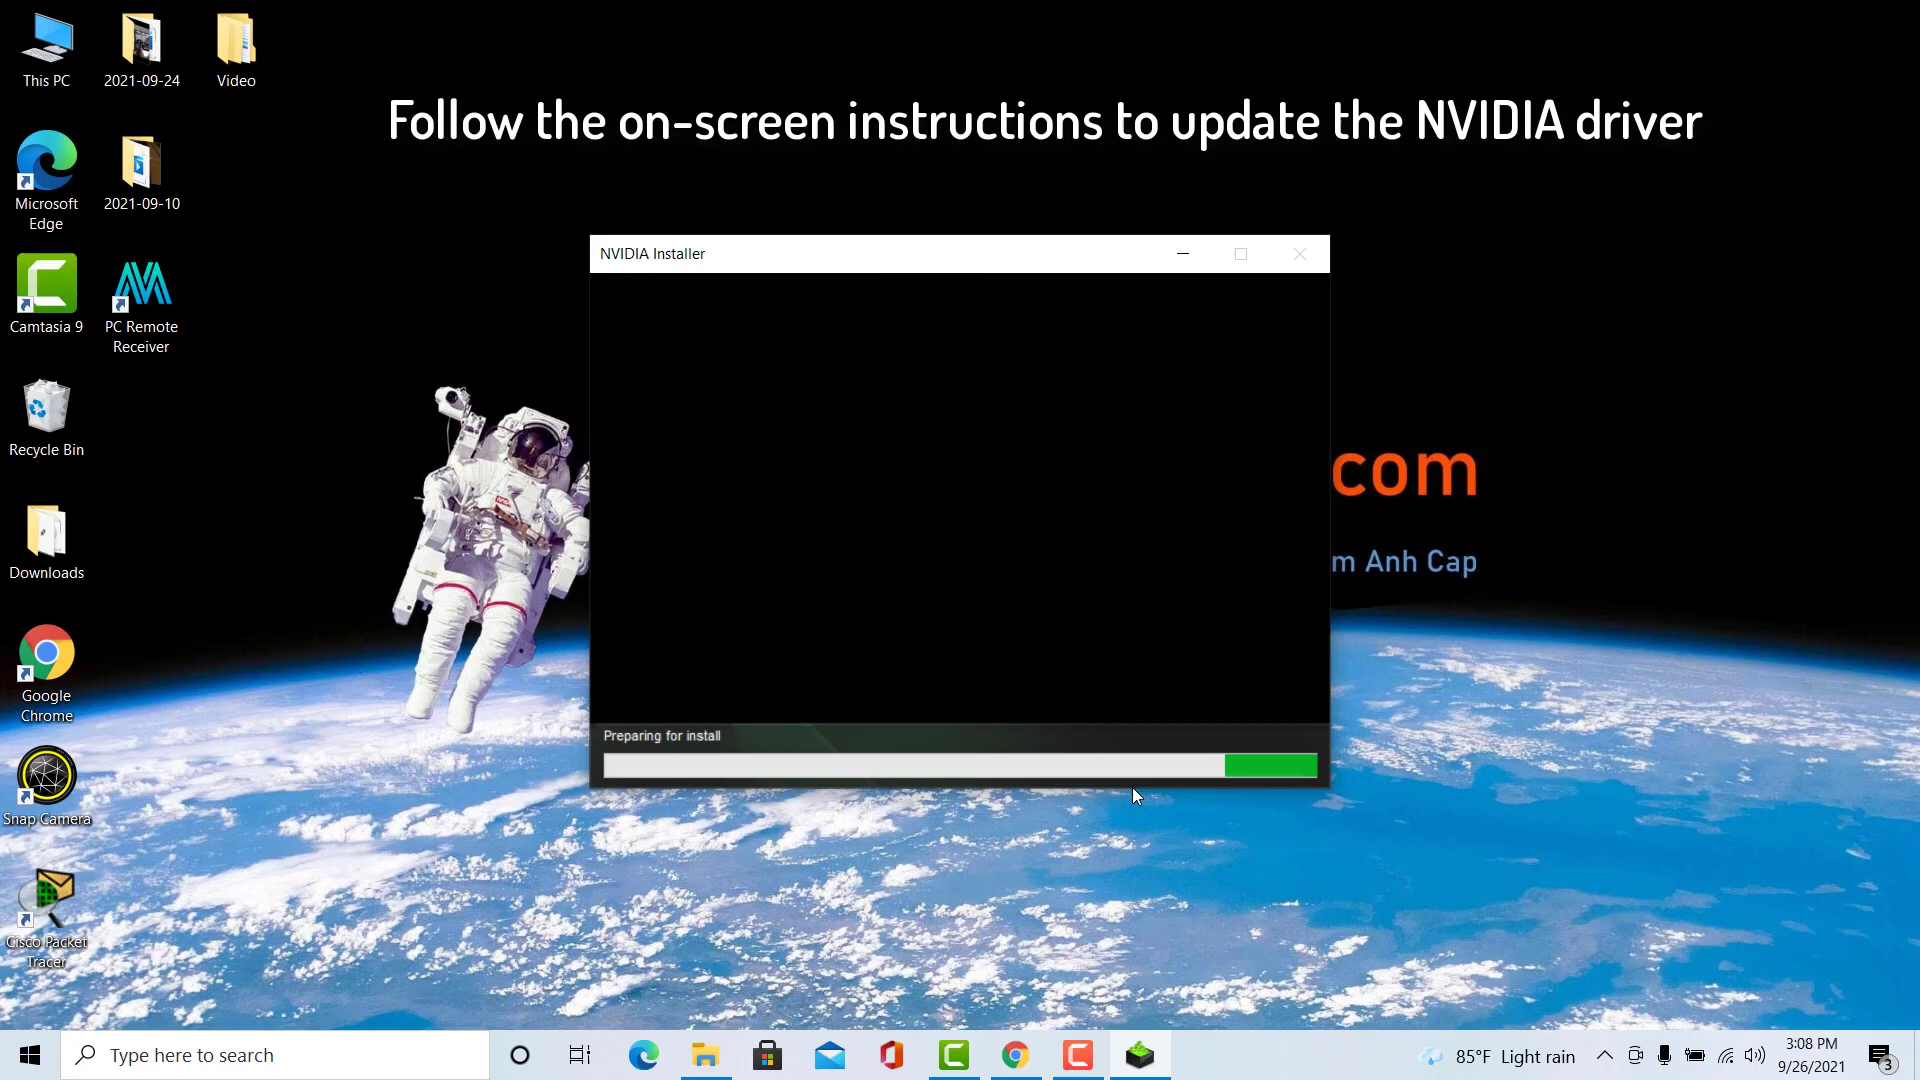 This PC
2021-09-24
Video
Follow the on-screen instructions to update the NVIDIA driver
Microsoft
Edge
2021-09-10
NVIDIA Installer
Camtasia 9
PC Remote
Receiver
Recycle Bin
com
m Anh Cap
Downloads
Google
Chrome
Preparing for install
Snap Camera
Cisco Packet
Tracer
Type here to search
85°F Light rain
3:08 PM
9/26/2021
3